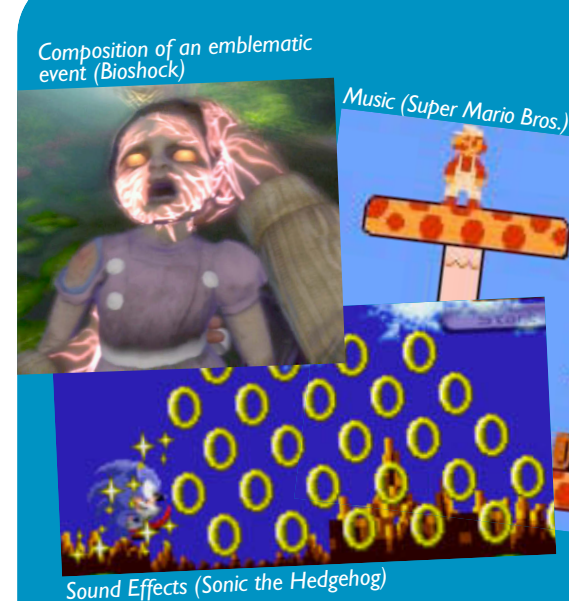 Composition of an emblematic
event (Bioshock)
Music (Super Mario Bros.)
Sound Effects (Sonic the Hedgehog)